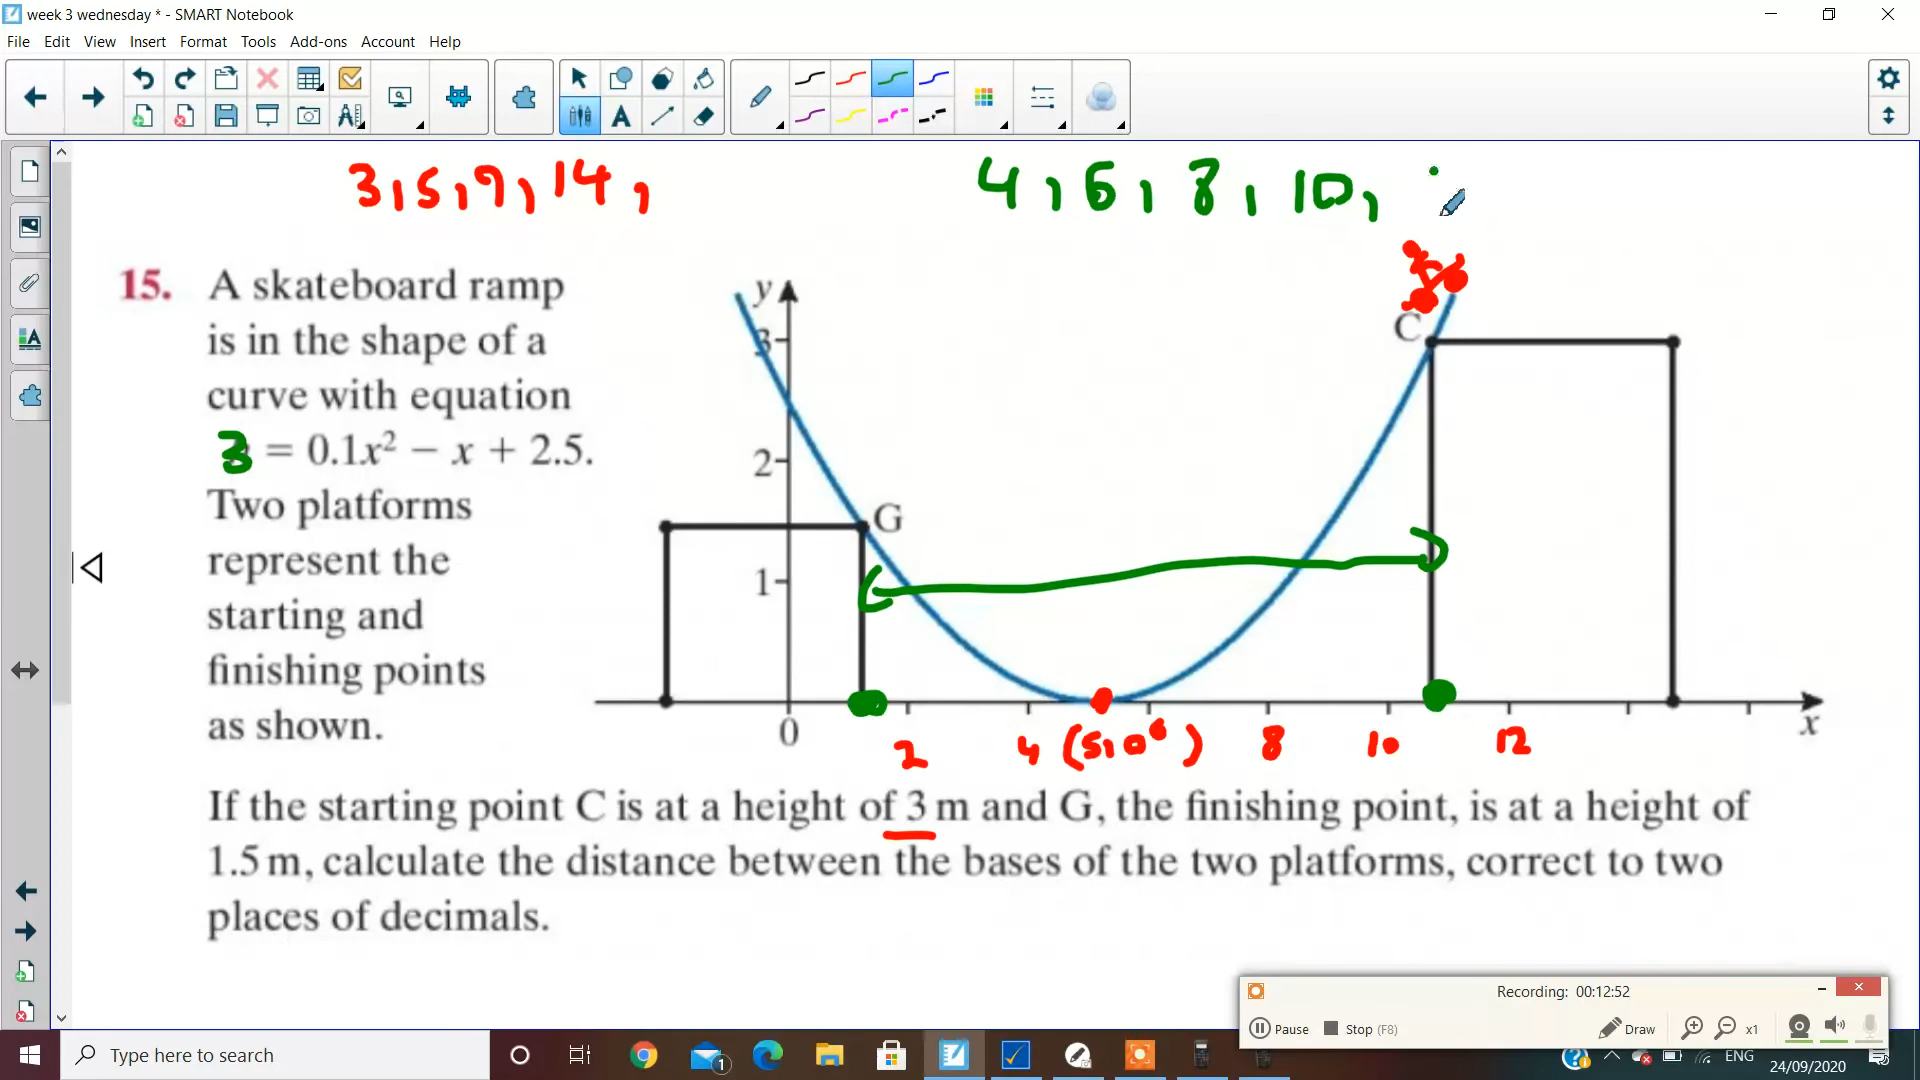 week 3 wednesday * - SMART Notebook
File Edit View Insert Format Tools Add-ons Account Help
3, 5, 9, 14,
4, 6, 8, 10,
15. A skateboard ramp
is in the shape of a
curve with equation
3 = 0.1x² − x + 2.5.
Two platforms
represent the
starting and
finishing points
as shown.
y
3
2
1
0
G
C
x
2 4 (5,0) 8 10 12
If the starting point C is at a height of 3 m and G, the finishing point, is at a height of
1.5 m, calculate the distance between the bases of the two platforms, correct to two
places of decimals.
Recording: 00:12:52
Pause Stop (F8) Draw x1
Type here to search
1
ENG
24/09/2020